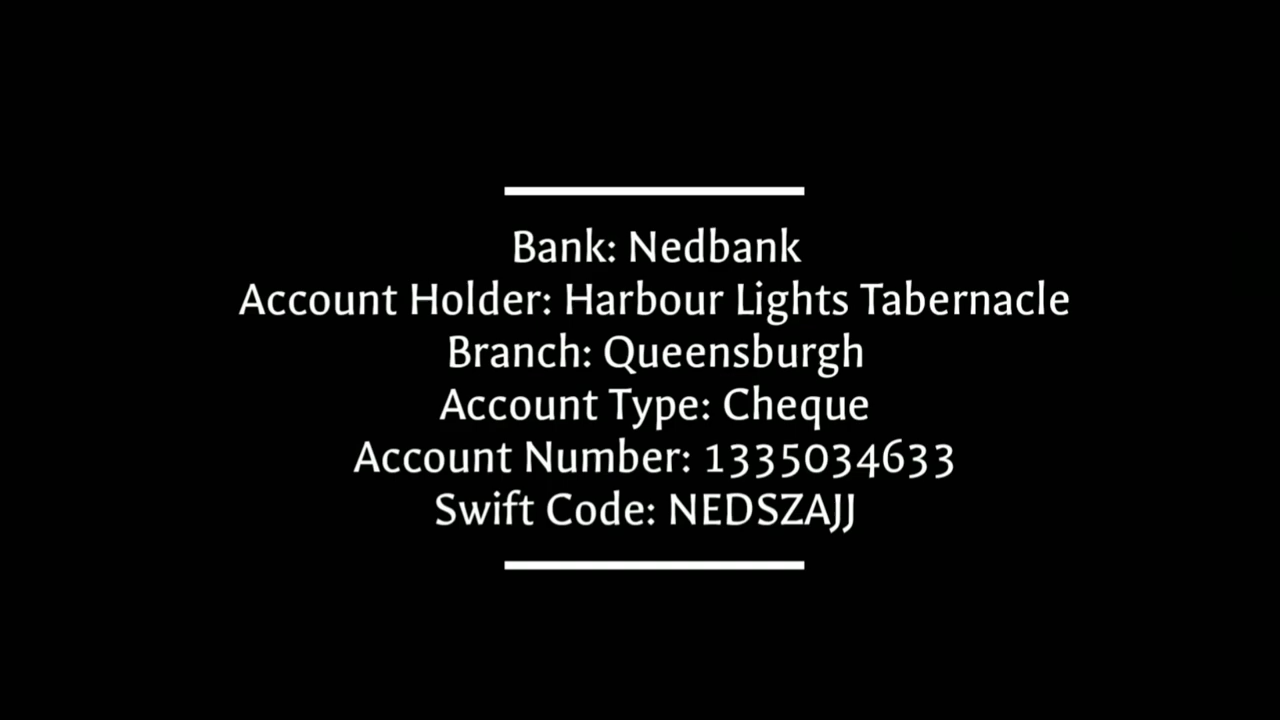 Bank: Nedbank
Account Holder: Harbour Lights Tabernacle
Branch: Queensburgh
Account Type: Cheque
Account Number: 1335034633
Swift Code: NEDSZAJJ